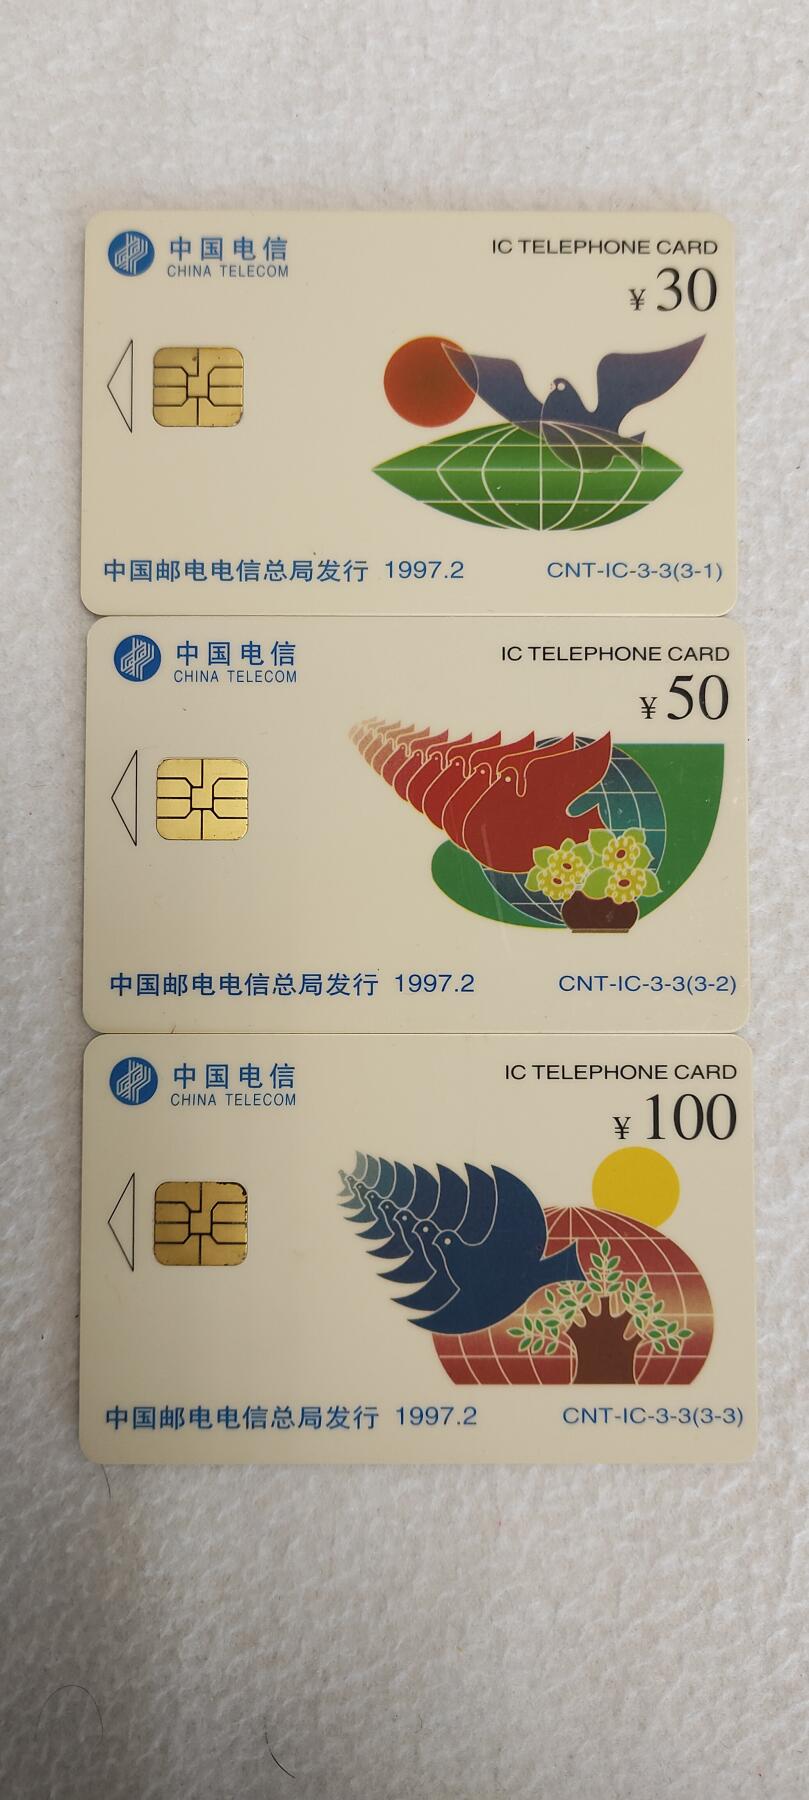 中国电信
CHINA TELECOM
IC TELEPHONE CARD
¥30
中国邮电电信总局发行 1997.2
CNT-IC-3-3(3-1)
中国电信
CHINA TELECOM
IC TELEPHONE CARD
¥50
中国邮电电信总局发行 1997.2
CNT-IC-3-3(3-2)
中国电信
CHINA TELECOM
IC TELEPHONE CARD
¥100
中国邮电电信总局发行 1997.2
CNT-IC-3-3(3-3)